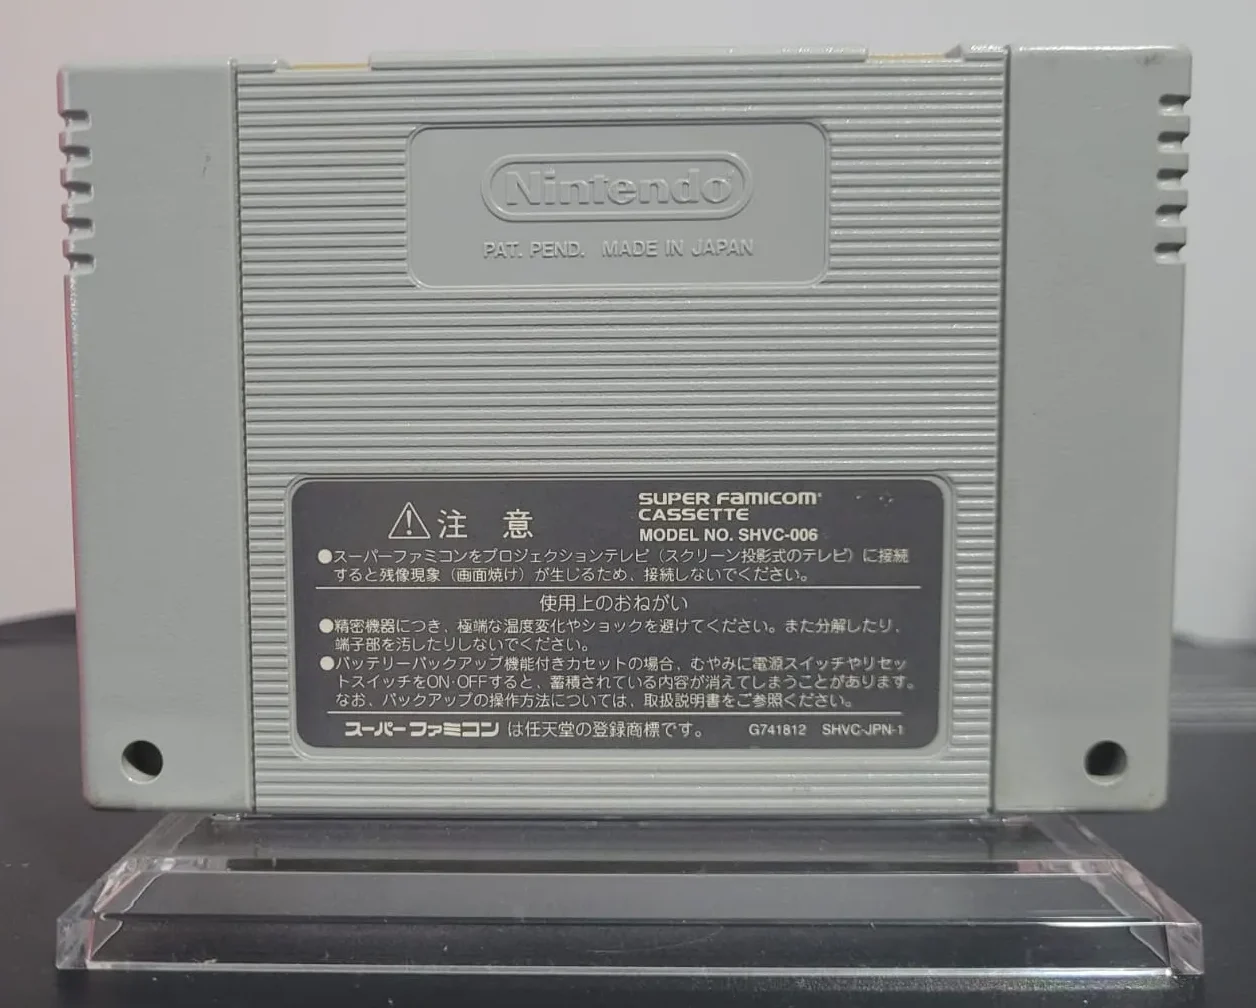 Nintendo
PAT. PEND. MADE IN JAPAN
注 意
SUPER FAMICOM
CASSETTE
MODEL NO. SHVC-006
●スーパーファミコンをプロジェクションテレビ（スクリーン投影式のテレビ）に接続
すると残像現象（画面焼け）が生じるため、接続しないでください。
使用上のおねがい
●精密機器につき、極端な温度変化やショックを避けてください。また分解したり、
端子部を汚したりしないでください。
●バッテリーバックアップ機能付きカセットの場合、むやみに電源スイッチやリセッ
トスイッチをON・OFFすると、蓄積されている内容が消えてしまうことがあります。
なお、バックアップの操作方法については、取扱説明書をご参照ください。
スーパーファミコン は任天堂の登録商標です。 G741812 SHVC-JPN-1